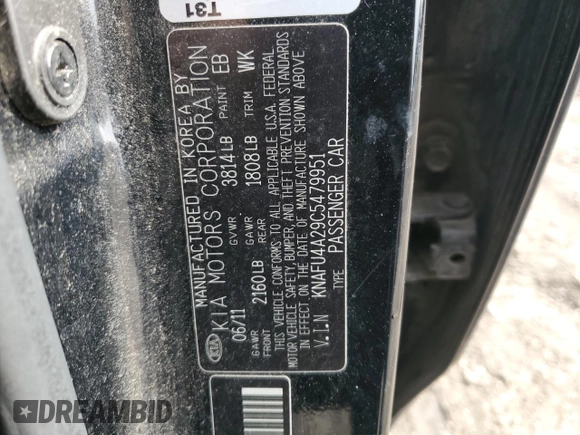 T31
KIA
MANUFACTURED IN KOREA BY
KIA MOTORS CORPORATION
06/11 GVWR 3814LB PAINT EB
GAWR FRONT 2160LB GAWR REAR 1808LB TRIM WK
THIS VEHICLE CONFORMS TO ALL APPLICABLE U.S.A. FEDERAL
MOTOR VEHICLE SAFETY, BUMPER, AND THEFT PREVENTION STANDARDS
IN EFFECT ON THE DATE OF MANUFACTURE SHOWN ABOVE
V.I.N KNAFU4A29C5479951
TYPE PASSENGER CAR
DREAMBID